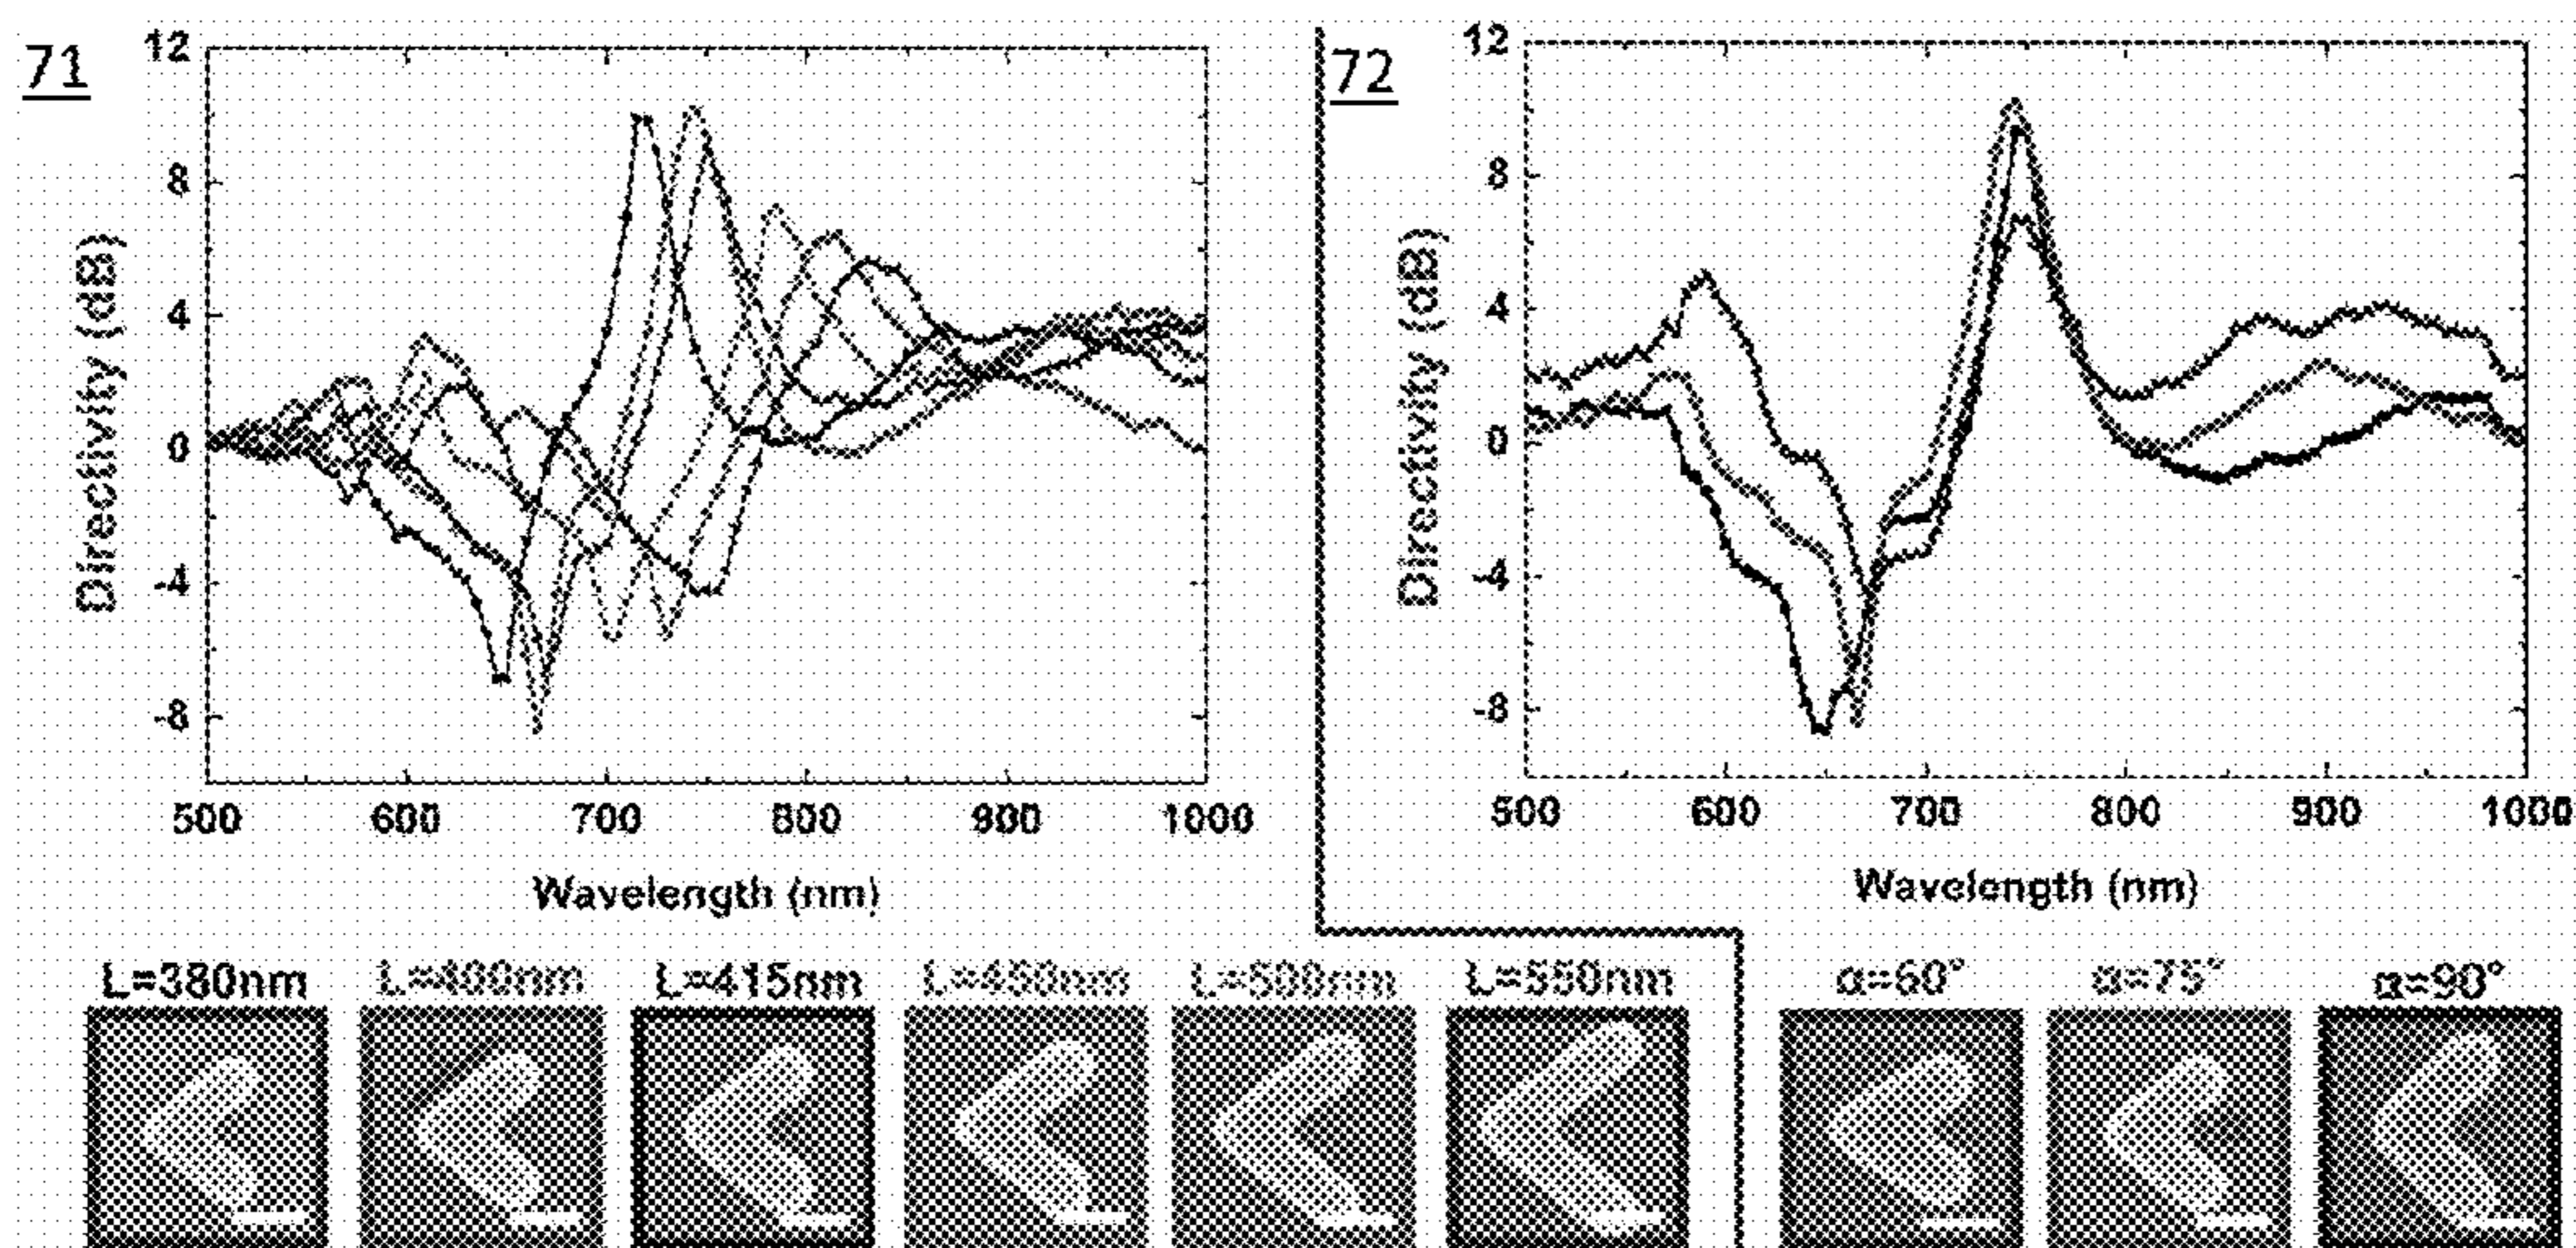 71
12
8
4
0
-4
-8
Directivity (dB)
500 600 700 800 900 1000
Wavelength (nm)
72
12
8
4
0
-4
-8
Directivity (dB)
500 600 700 800 900 1000
Wavelength (nm)
L=380nm L=400nm L=415nm L=450nm L=500nm L=550nm
α=60° α=75° α=90°